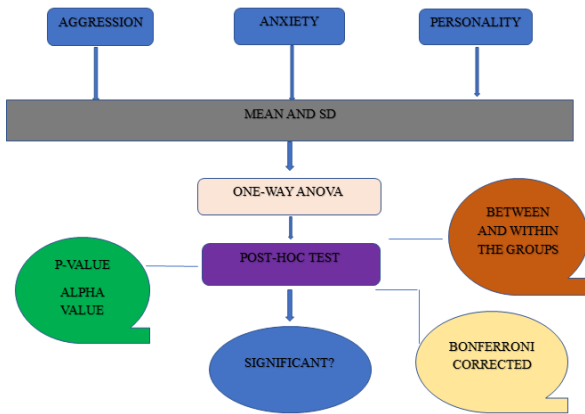 AGGRESSION
ANXIETY
PERSONALITY
MEAN AND SD
ONE-WAY ANOVA
BETWEEN
AND WITHIN
THE GROUPS
P-VALUE
ALPHA
VALUE
POST-HOC TEST
SIGNIFICANT?
BONFERRONI
CORRECTED